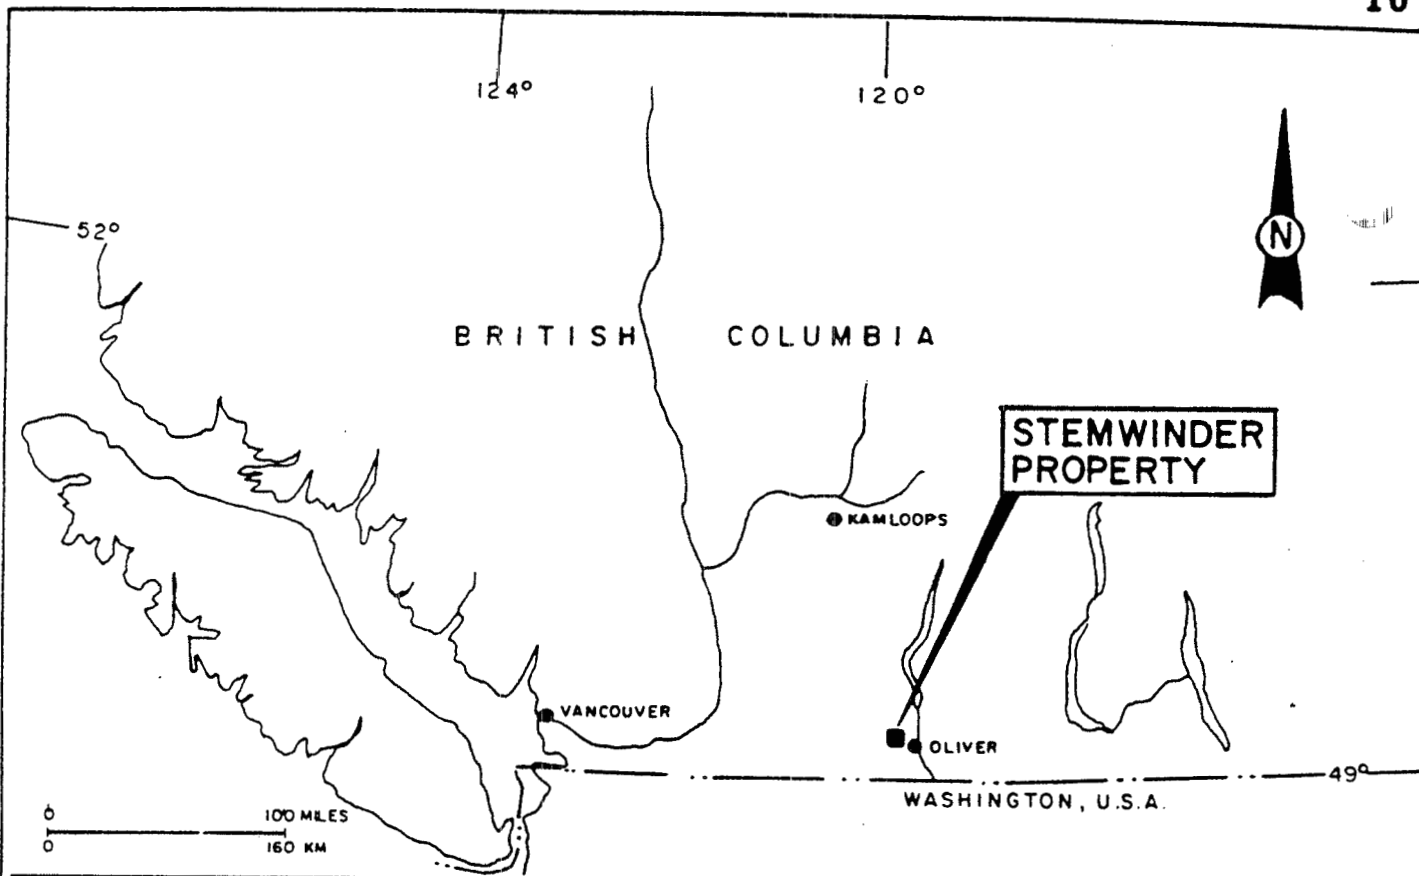 10
124°
120°
52°
N
BRITISH COLUMBIA
STEMWINDER
PROPERTY
KAMLOOPS
VANCOUVER
OLIVER
49°
WASHINGTON, U.S.A.
0 100 MILES
0 160 KM